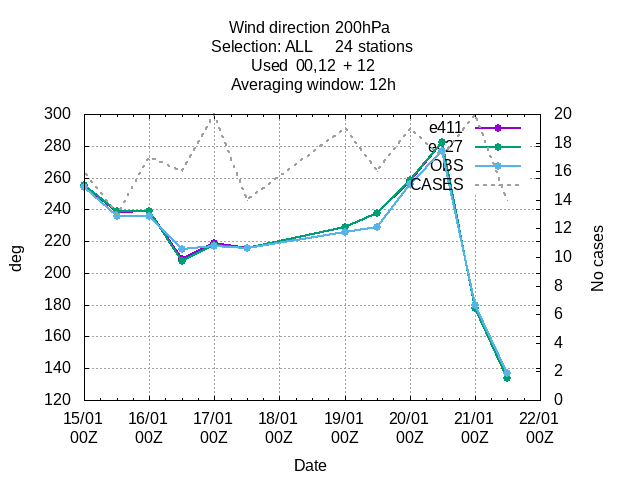 Wind direction 200hPa
Selection: ALL 24 stations
Used 00,12 + 12
Averaging window: 12h
300
280
260
240
220
200
180
160
140
120
deg
20
18
16
14
12
10
8
6
4
2
0
No cases
e411
OBS
CASES
15/01 16/01 17/01 18/01 19/01 20/01 21/01 22/01
00Z 00Z 00Z 00Z 00Z 00Z 00Z 00Z
Date